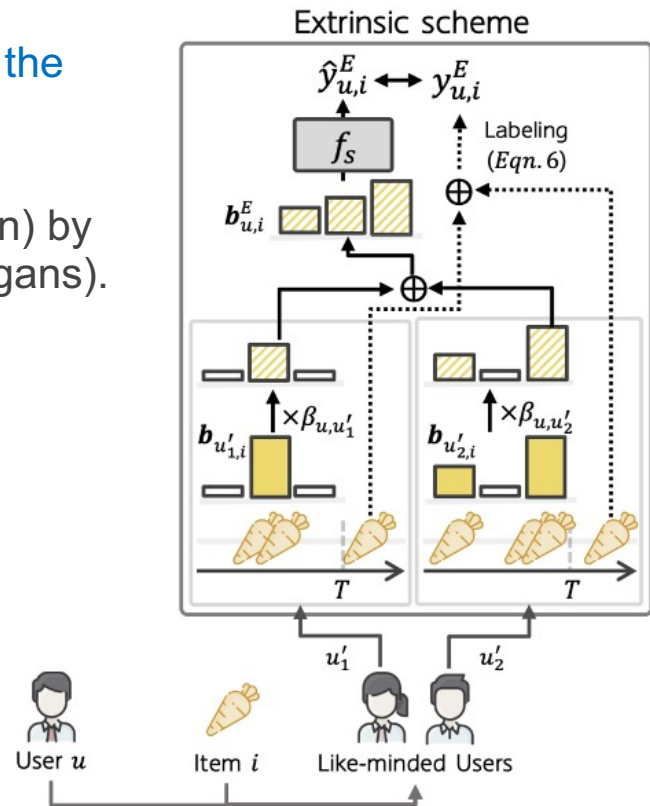 Extrinsic scheme
the
n) by
gans).
ŷ^E_{u,i} ↔ y^E_{u,i}
f_s
Labeling
(Eqn. 6)
b^E_{u,i}
⊕
⊕
×β_{u,u'_1}
×β_{u,u'_2}
b_{u'_{1,i}}
b_{u'_{2,i}}
T
T
u'_1
u'_2
User u
Item i
Like-minded Users